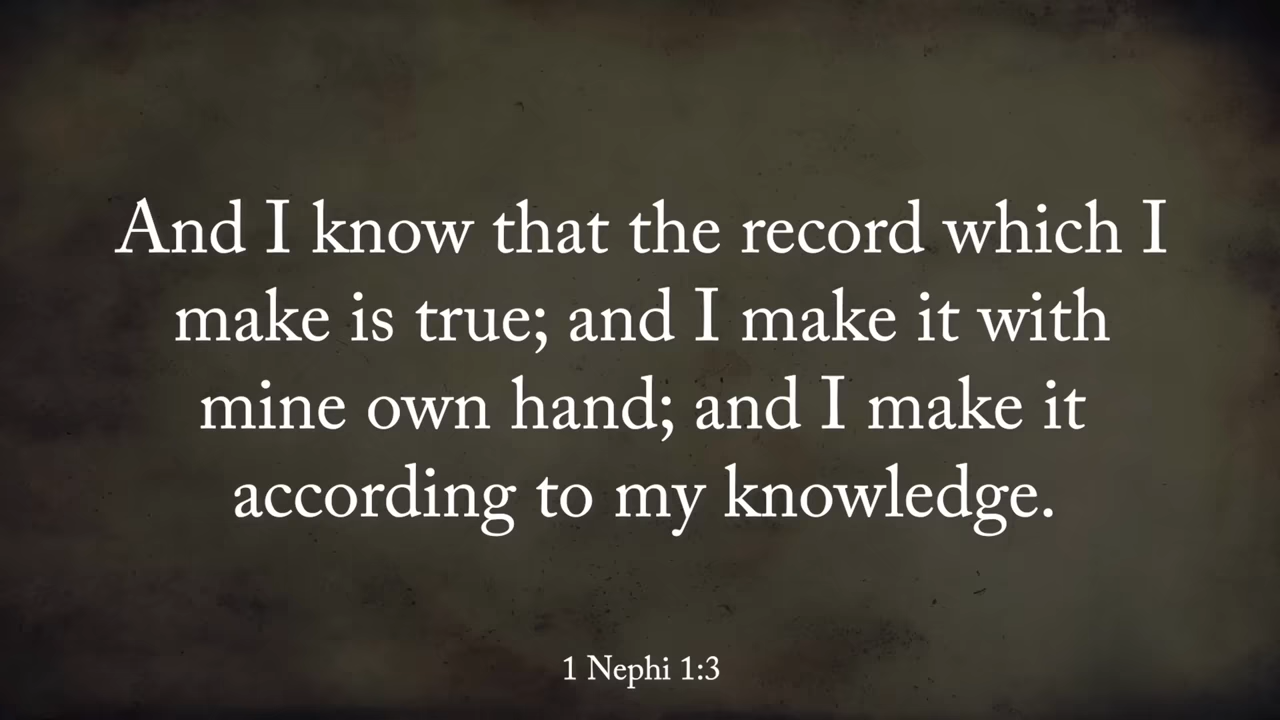 And I know that the record which I
make is true; and I make it with
mine own hand; and I make it
according to my knowledge.
1 Nephi 1:3